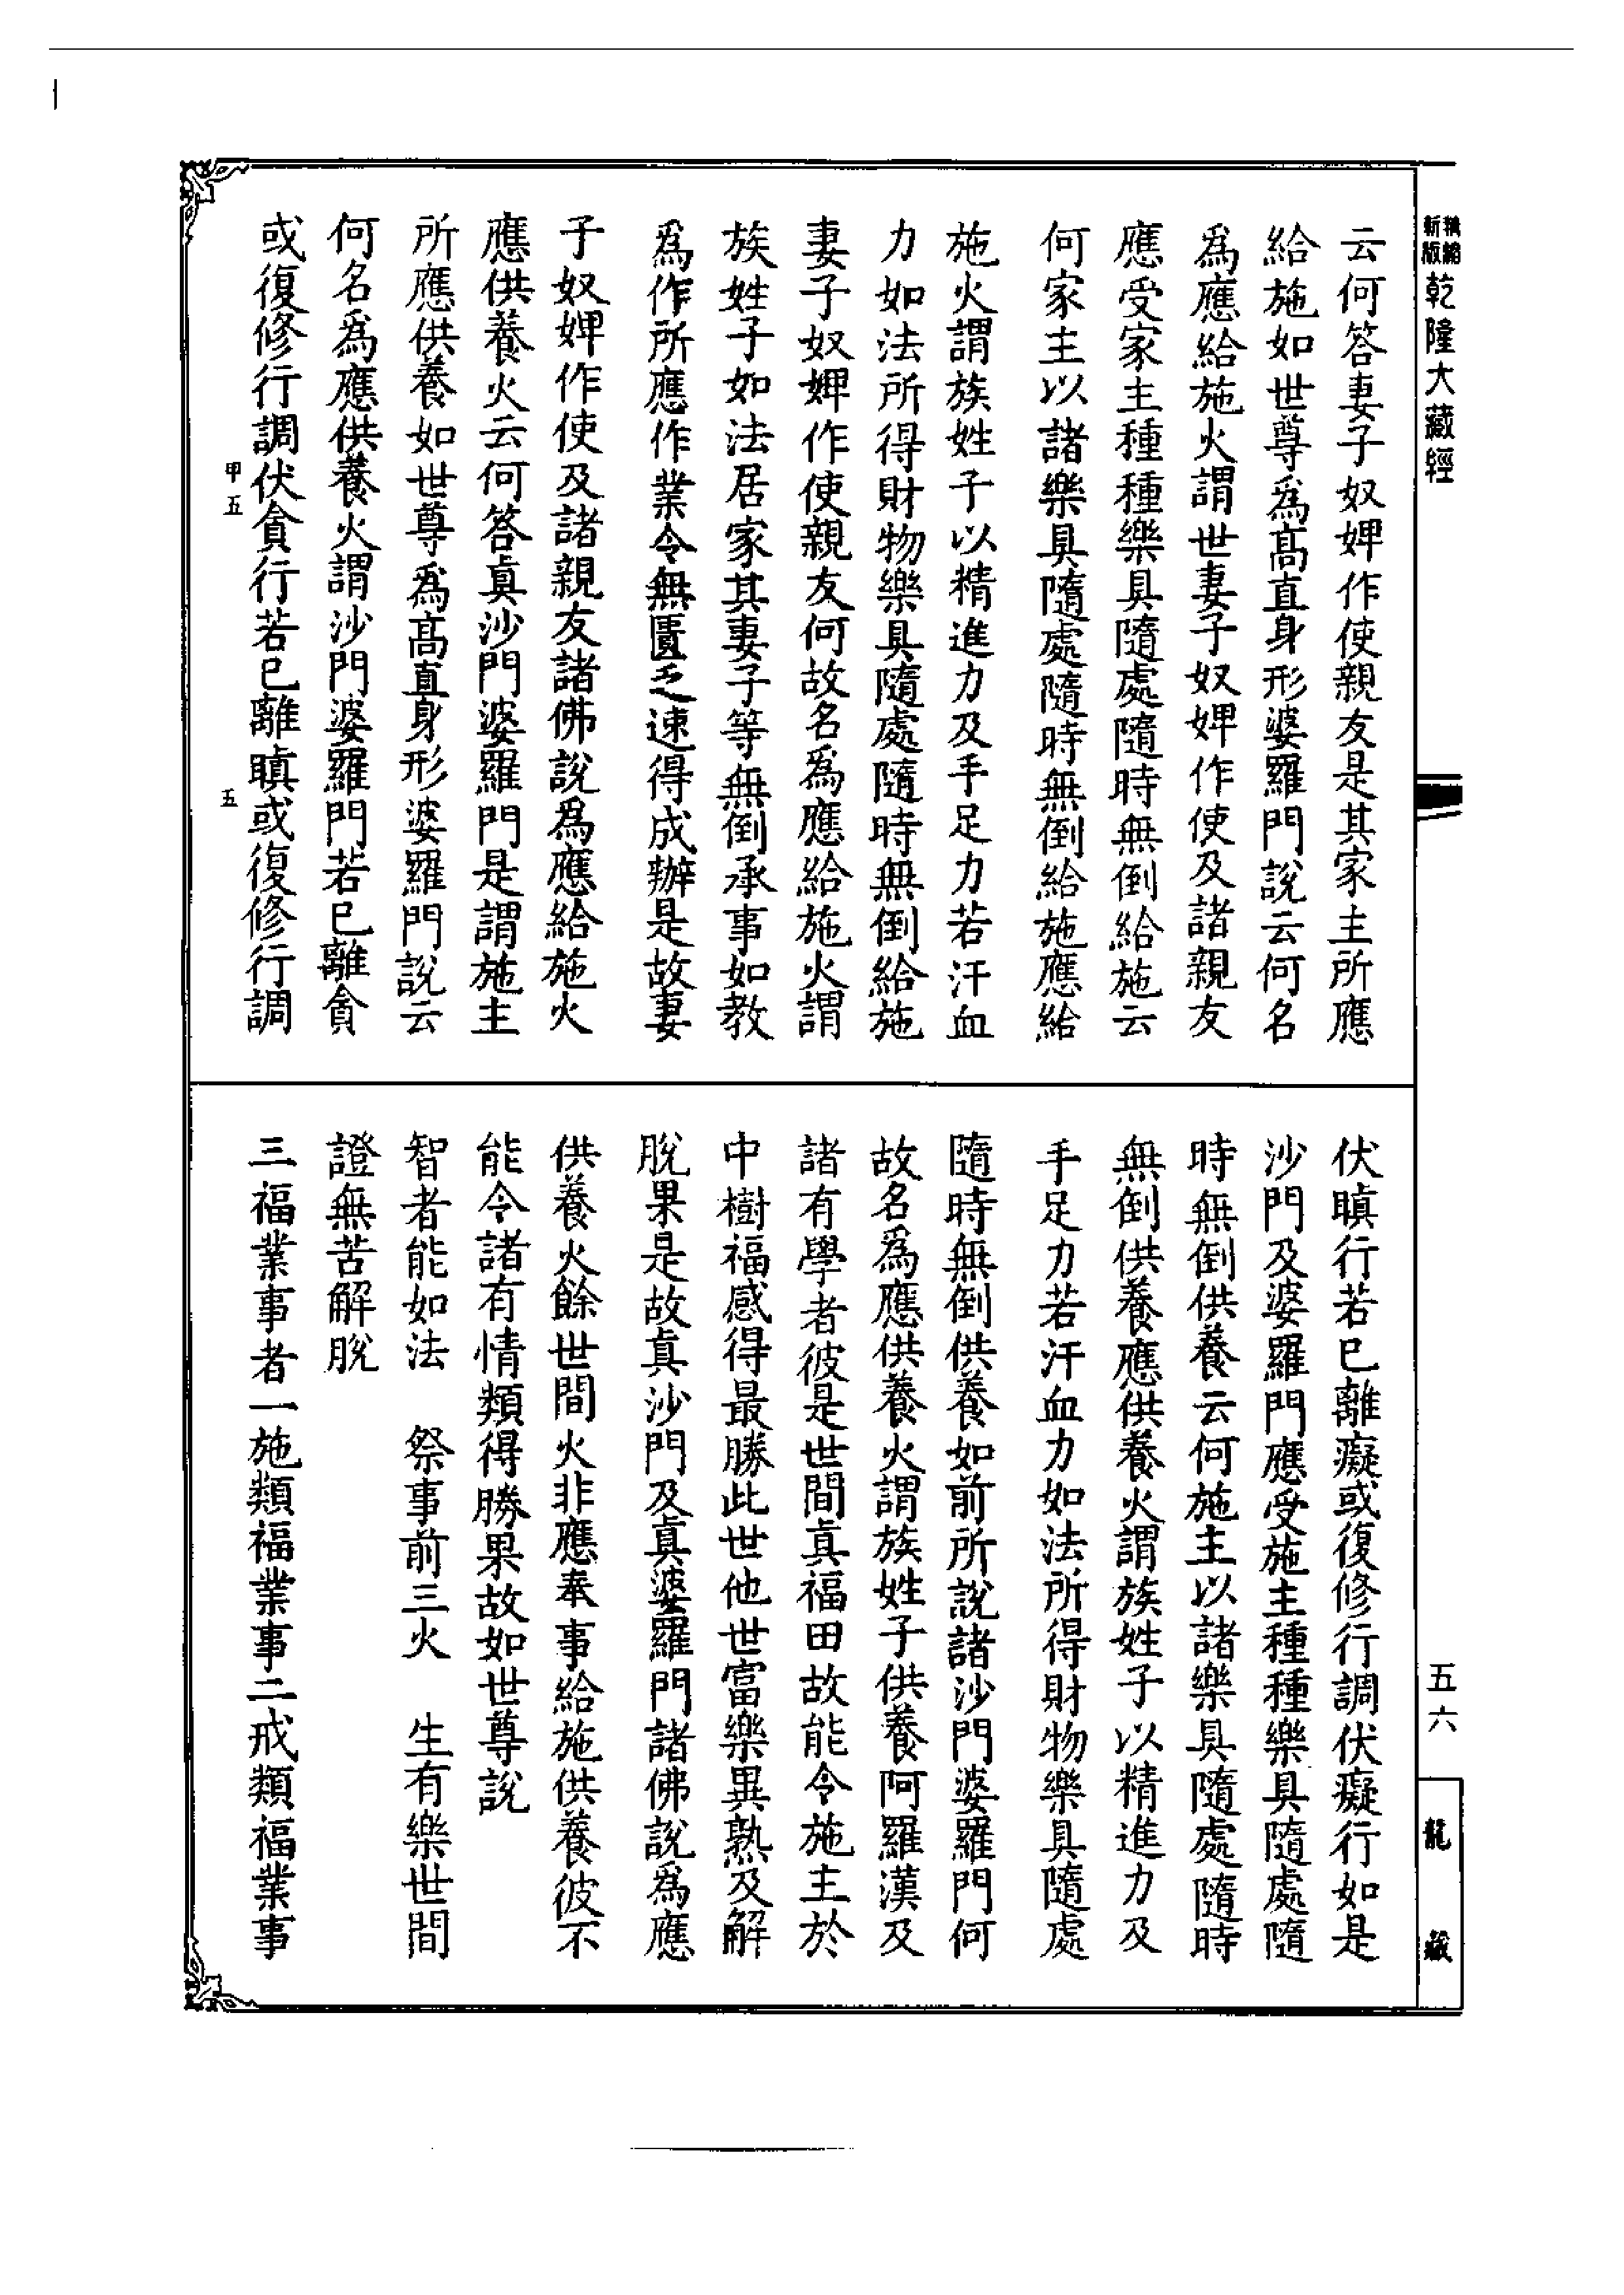 新版 精縮
乾隆大藏經
云何答妻子奴婢作使親友是其家主所應
給施如世尊爲高直身形婆羅門說云何名
爲應給施火謂世妻子奴婢作使及諸親友
應受家主種種樂具隨處隨時無倒給施云
何家主以諸樂具隨處隨時無倒給施應給
施火謂族姓子以精進力及手足力若汗血
力如法所得財物樂具隨處隨時無倒給施
妻子奴婢作使親友何故名爲應給施火謂
族姓子如法居家其妻子等無倒承事如教
爲作所應作業令無匱乏速得成辦是故妻
子奴婢作使及諸親友諸佛說爲應給施火
應供養火云何答眞沙門婆羅門是謂施主
所應供養如世尊爲高直身形婆羅門說云
何名爲應供養火謂沙門婆羅門若已離貪
或復修行調伏貪行若已離瞋或復修行調
甲五
五
伏瞋行若已離癡或復修行調伏癡行如是
沙門及婆羅門應受施主種種樂具隨處隨
時無倒供養云何施主以諸樂具隨處隨時
無倒供養應供養火謂族姓子以精進力及
手足力若汗血力如法所得財物樂具隨處
隨時無倒供養如前所說諸沙門婆羅門何
故名爲應供養火謂族姓子供養阿羅漢及
諸有學者彼是世間真福田故能令施主於
中樹福感得最勝此世他世富樂異熟及解
脫果是故真沙門及真婆羅門諸佛說爲應
供養火餘世間火非應奉事給施供養彼不
能令諸有情類得勝果故如世尊說
智者能如法　祭事前三火　生有樂世間
證無苦解脫
三福業事者一施類福業事二戒類福業事
五六
龍藏